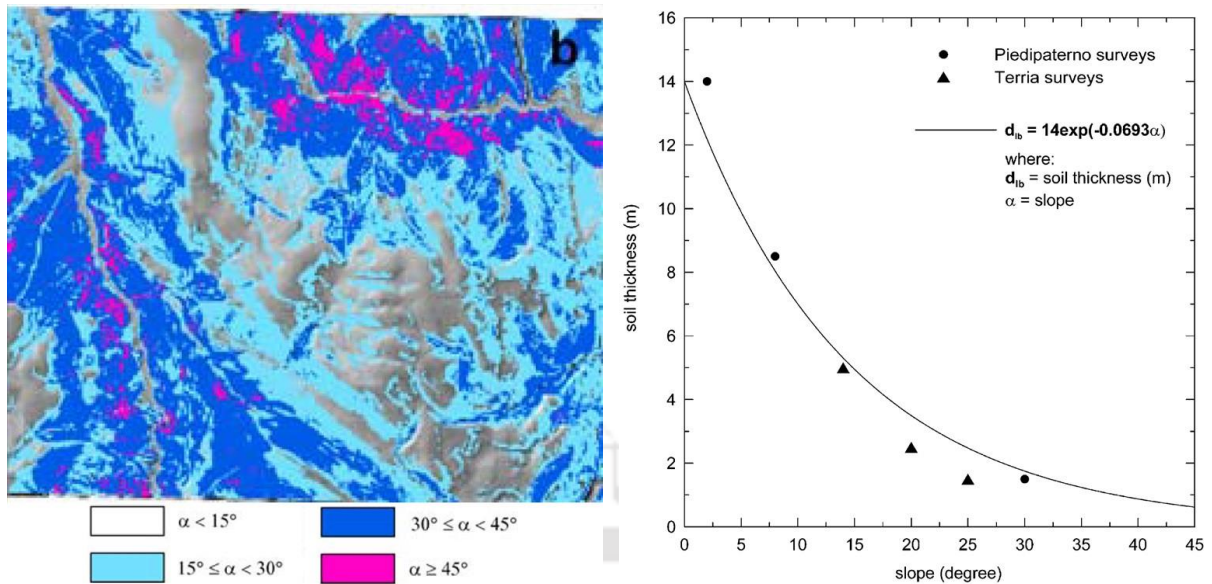 b
α < 15°
30° ≤ α < 45°
15° ≤ α < 30°
α ≥ 45°
16
14
12
10
8
6
4
2
0
soil thickness (m)
Piedipaterno surveys
Terria surveys
d_lb = 14exp(-0.0693α)
where:
d_lb = soil thickness (m)
α = slope
0 5 10 15 20 25 30 35 40 45
slope (degree)